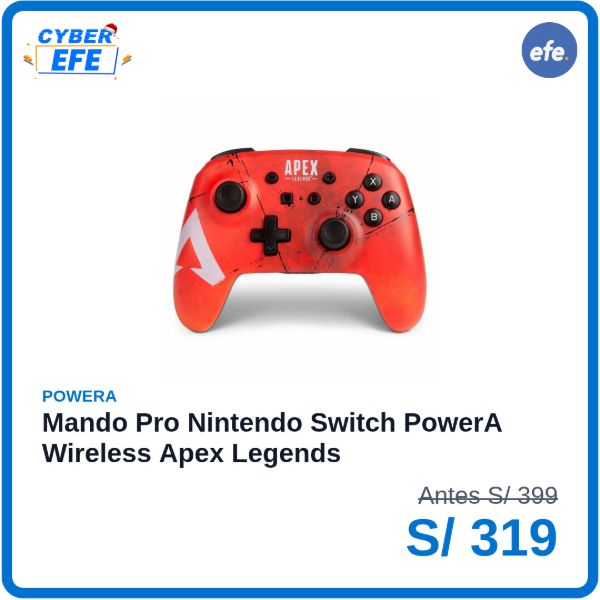 CYBER
EFE
efe.
APEX
LEGENDS
X
Y
A
B
POWERA
Mando Pro Nintendo Switch PowerA
Wireless Apex Legends
Antes S/ 399
S/ 319